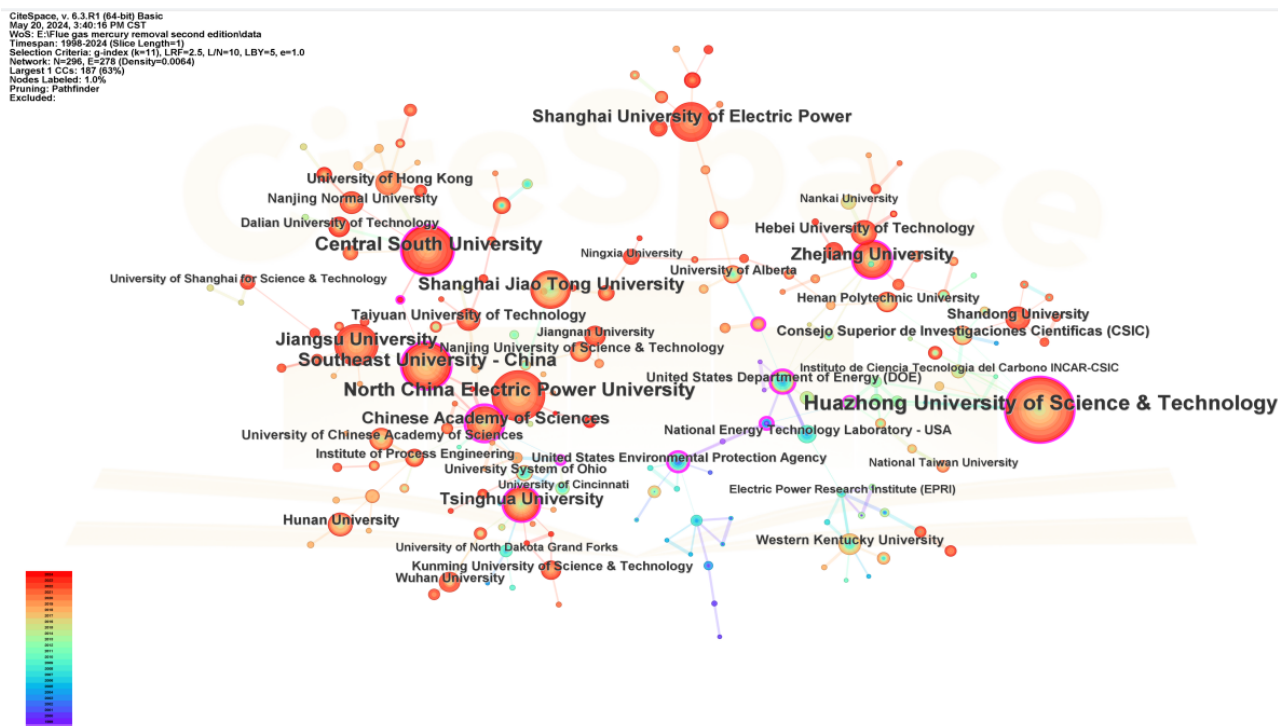 CiteSpace, v. 6.3.R1 (64-bit) Basic
May 20, 2024, 3:40:16 PM CST
WoS: E:\Flue gas mercury removal second edition\data
Timespan: 1998-2024 (Slice Length=1)
Selection Criteria: g-index (k=11), LRF=2.5, L/N=10, LBY=5, e=1.0
Network: N=296, E=278 (Density=0.0064)
Largest 1 CCs: 187 (63%)
Nodes Labeled: 1.0%
Pruning: Pathfinder
Excluded:
CiteSpace
Shanghai University of Electric Power
University of Hong Kong
Nanjing Normal University
Nankai University
Dalian University of Technology
Hebei University of Technology
Central South University
Ningxia University
Zhejiang University
University of Alberta
University of Shanghai for Science & Technology
Shanghai Jiao Tong University
Henan Polytechnic University
Taiyuan University of Technology
Shandong University
Jiangnan University
Consejo Superior de Investigaciones Cientificas (CSIC)
Jiangsu University
Nanjing University of Science & Technology
Southeast University - China
Instituto de Ciencia Tecnologia del Carbono INCAR-CSIC
United States Department of Energy (DOE)
North China Electric Power University
Huazhong University of Science & Technology
Chinese Academy of Sciences
National Energy Technology Laboratory - USA
University of Chinese Academy of Sciences
Institute of Process Engineering
United States Environmental Protection Agency
National Taiwan University
University System of Ohio
University of Cincinnati
Electric Power Research Institute (EPRI)
Tsinghua University
Hunan University
Western Kentucky University
University of North Dakota Grand Forks
Kunming University of Science & Technology
Wuhan University